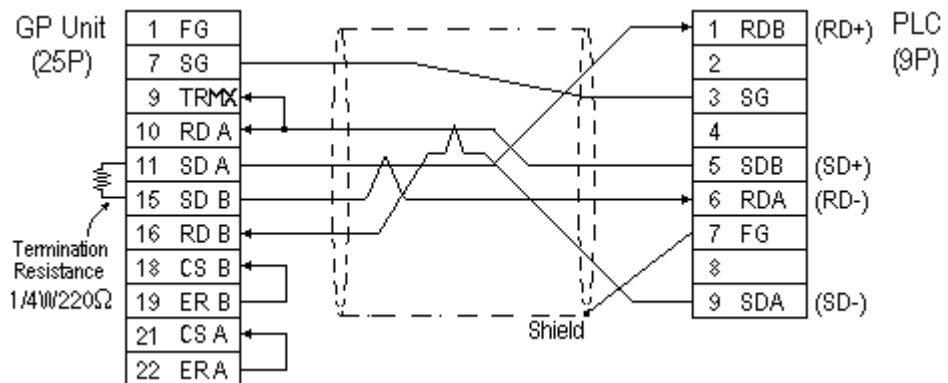 GP Unit
(25P)
1 FG
7 SG
9 TRMX
10 RD A
11 SD A
15 SD B
16 RD B
18 CS B
19 ER B
21 CS A
22 ER A
Termination
Resistance
1/4W/220Ω
Shield
PLC
(9P)
1 RDB (RD+)
2
3 SG
4
5 SDB (SD+)
6 RDA (RD-)
7 FG
8
9 SDA (SD-)